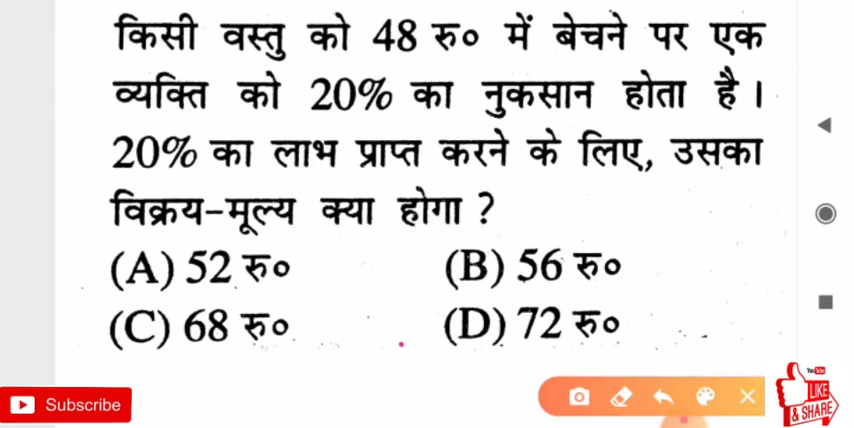 किसी वस्तु को 48 रु० में बेचने पर एक
व्यक्ति को 20% का नुकसान होता है।
20% का लाभ प्राप्त करने के लिए, उसका
विक्रय-मूल्य क्या होगा ?
(A) 52 रु० (B) 56 रु०
(C) 68 रु० (D) 72 रु०
Subscribe
YouTube
LIKE
& SHARE